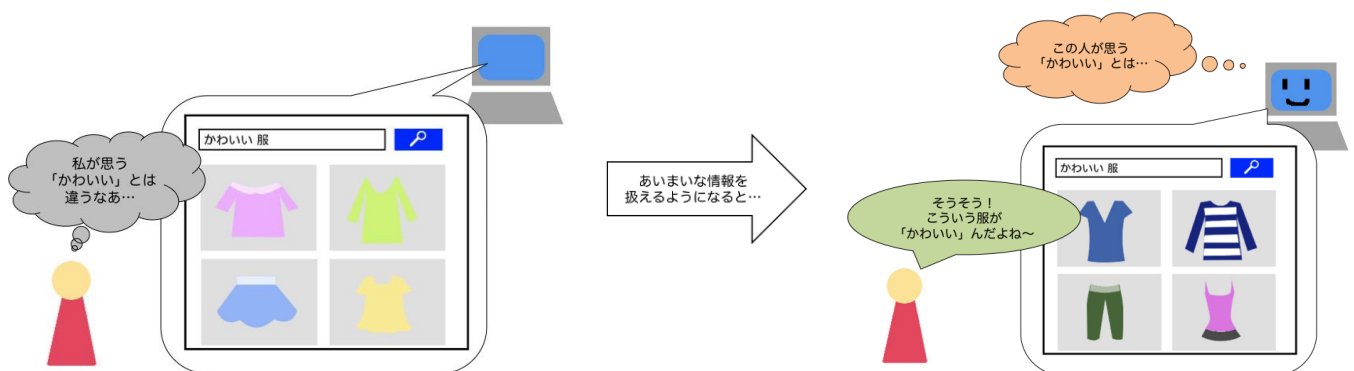 かわいい 服
私が思う
「かわいい」とは
違うなあ…
あいまいな情報を
扱えるようになると…
この人が思う
「かわいい」とは…
かわいい 服
そうそう！
こういう服が
「かわいい」んだよね～